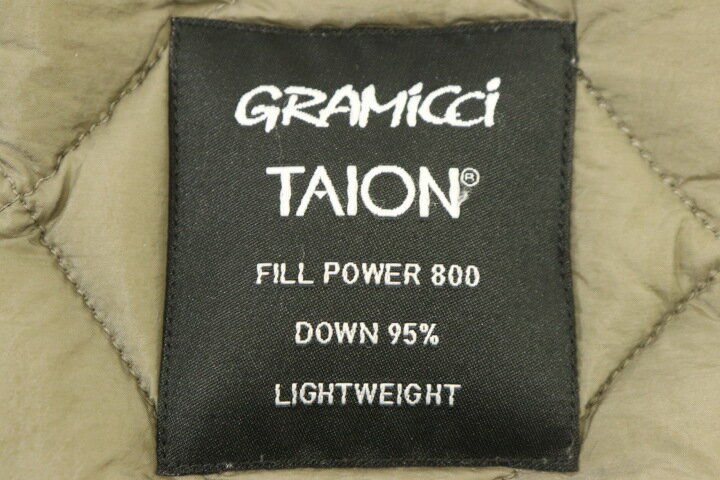 GRAMiCCi
TAION®
FILL POWER 800
DOWN 95%
LIGHTWEIGHT